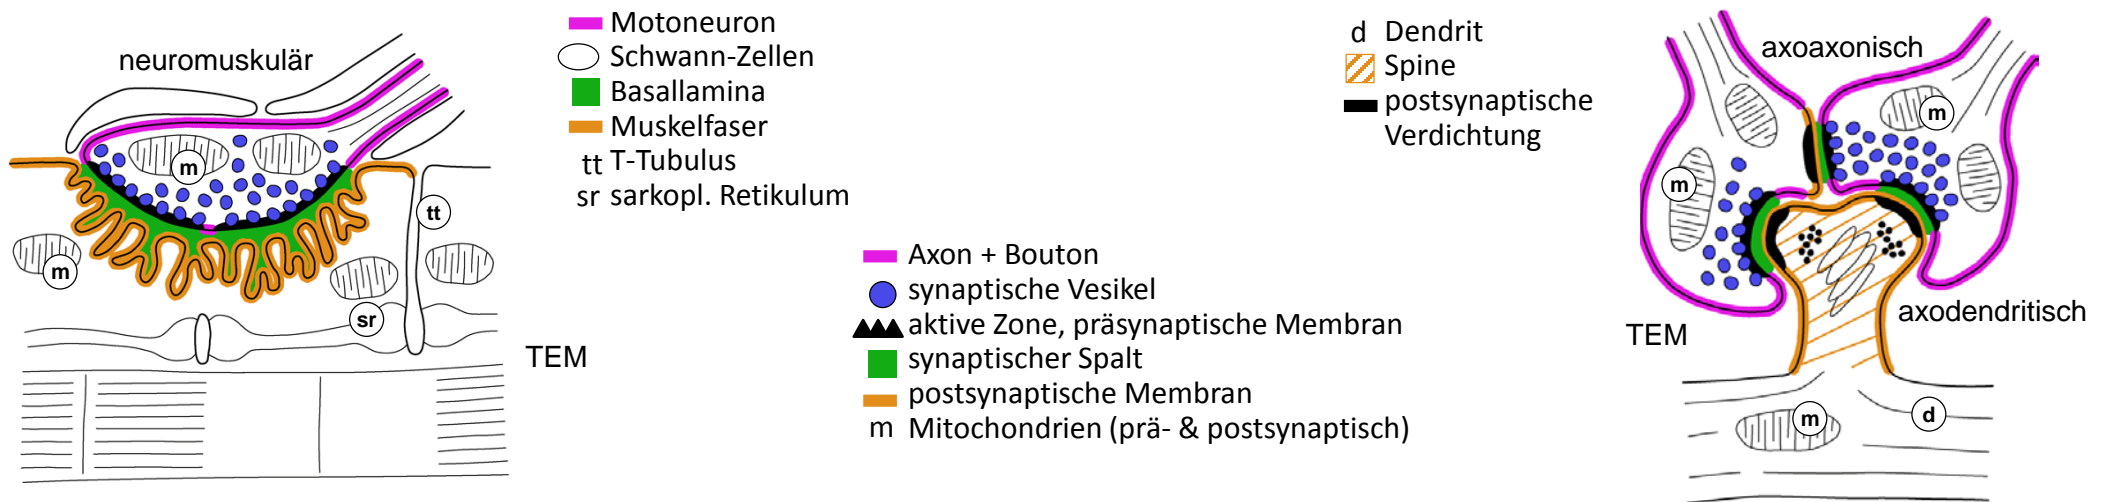 neuromuskulär
m
m
tt
sr
TEM
Motoneuron
Schwann-Zellen
Basallamina
Muskelfaser
tt T-Tubulus
sr sarkopl. Retikulum
Axon + Bouton
synaptische Vesikel
aktive Zone, präsynaptische Membran
synaptischer Spalt
postsynaptische Membran
m Mitochondrien (prä- & postsynaptisch)
d Dendrit
Spine
postsynaptische
Verdichtung
axoaxonisch
m
m
axodendritisch
TEM
m
d